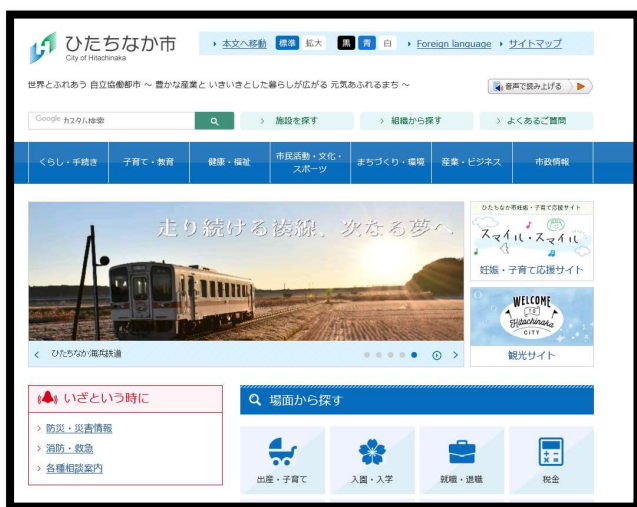 ひたちなか市
City of Hitachinaka
本文へ移動 標準 拡大 黒 青 白 Foreign language サイトマップ
世界とふれあう 自立協働都市 ～ 豊かな産業と いきいきとした暮らしが広がる 元気あふれるまち ～
音声で読み上げる
Google カスタム検索
施設を探す
組織から探す
よくあるご質問
くらし・手続き
子育て・教育
健康・福祉
市民活動・文化・
スポーツ
まちづくり・環境
産業・ビジネス
市政情報
走り続ける湊線、次なる夢へ
ひたちなか海浜鉄道
ひたちなか市妊娠・子育て応援サイト
スマイル・スマイル
妊娠・子育て応援サイト
WELCOME
Hitachinaka
CITY
観光サイト
いざという時に
防災・災害情報
消防・救急
各種相談案内
場面から探す
出産・子育て
入園・入学
就職・退職
税金